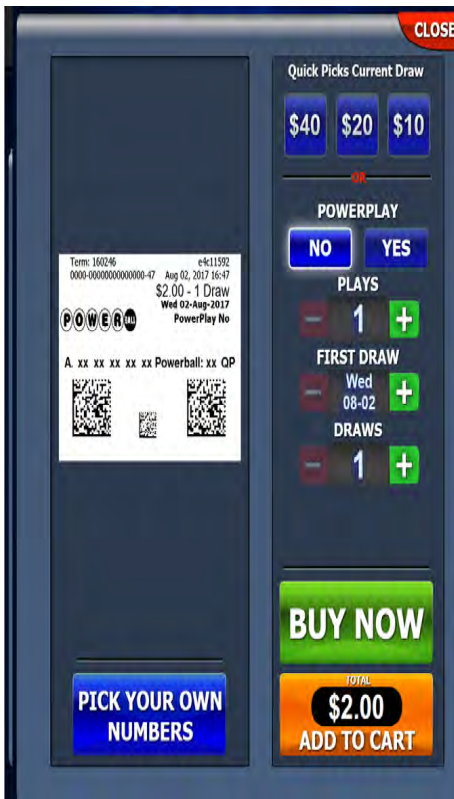 CLOSE
Term: 160246 e4c11592
0000-00000000000000-47 Aug 02, 2017 16:47
$2.00 - 1 Draw
Wed 02-Aug-2017
POWERBALL PowerPlay No
A. xx xx xx xx xx Powerball: xx QP
PICK YOUR OWN
NUMBERS
Quick Picks Current Draw
$40 $20 $10
OR
POWERPLAY
NO YES
PLAYS
− 1 +
FIRST DRAW
Wed
− 08-02 +
DRAWS
− 1 +
BUY NOW
TOTAL
$2.00
ADD TO CART